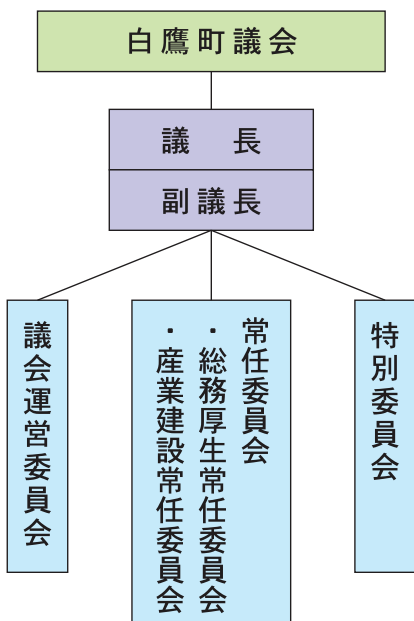 白鷹町議会
議　長
副議長
議会運営委員会
常任委員会
・総務厚生常任委員会
・産業建設常任委員会
特別委員会